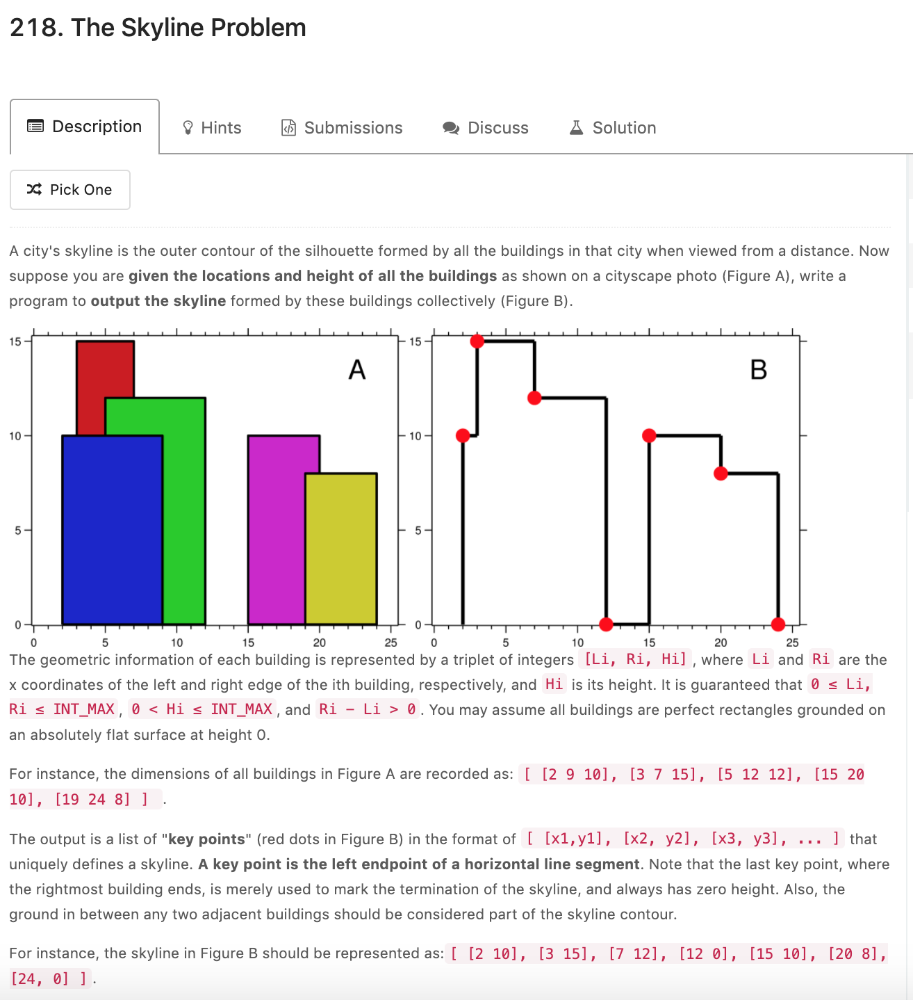 218. The Skyline Problem
Description Hints Submissions Discuss Solution
Pick One
A city's skyline is the outer contour of the silhouette formed by all the buildings in that city when viewed from a distance. Now
suppose you are given the locations and height of all the buildings as shown on a cityscape photo (Figure A), write a
program to output the skyline formed by these buildings collectively (Figure B).
15
10
5
0
0 5 10 15 20 25
A
15
10
5
0
0 5 10 15 20 25
B
The geometric information of each building is represented by a triplet of integers [Li, Ri, Hi], where Li and Ri are the
x coordinates of the left and right edge of the ith building, respectively, and Hi is its height. It is guaranteed that 0 ≤ Li,
Ri ≤ INT_MAX, 0 < Hi ≤ INT_MAX, and Ri - Li > 0. You may assume all buildings are perfect rectangles grounded on
an absolutely flat surface at height 0.
For instance, the dimensions of all buildings in Figure A are recorded as: [ [2 9 10], [3 7 15], [5 12 12], [15 20
10], [19 24 8] ] .
The output is a list of "key points" (red dots in Figure B) in the format of [ [x1,y1], [x2, y2], [x3, y3], ... ] that
uniquely defines a skyline. A key point is the left endpoint of a horizontal line segment. Note that the last key point, where
the rightmost building ends, is merely used to mark the termination of the skyline, and always has zero height. Also, the
ground in between any two adjacent buildings should be considered part of the skyline contour.
For instance, the skyline in Figure B should be represented as:[ [2 10], [3 15], [7 12], [12 0], [15 10], [20 8],
[24, 0] ].